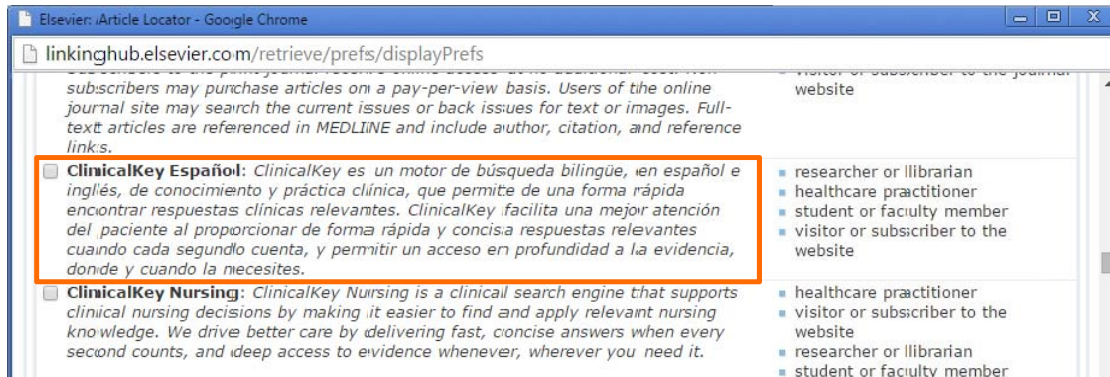 Elsevier: Article Locator - Google Chrome
linkinghub.elsevier.com/retrieve/prefs/displayPrefs
subscribers may purchase articles on a pay-per-view basis. Users of the online
journal site may search the current issues or back issues for text or images. Full-
text articles are referenced in MEDLINE and include author, citation, and reference
links.
visitor or subscriber to the journal
website
ClinicalKey Español: ClinicalKey es un motor de búsqueda bilingüe, en español e
inglés, de conocimiento y práctica clínica, que permite de una forma rápida
encontrar respuestas clínicas relevantes. ClinicalKey facilita una mejor atención
del paciente al proporcionar de forma rápida y concisa respuestas relevantes
cuando cada segundo cuenta, y permitir un acceso en profundidad a la evidencia,
donde y cuando la necesites.
researcher or librarian
healthcare practitioner
student or faculty member
visitor or subscriber to the
website
ClinicalKey Nursing: ClinicalKey Nursing is a clinical search engine that supports
clinical nursing decisions by making it easier to find and apply relevant nursing
knowledge. We drive better care by delivering fast, concise answers when every
second counts, and deep access to evidence whenever, wherever you need it.
healthcare practitioner
visitor or subscriber to the
website
researcher or librarian
student or faculty member